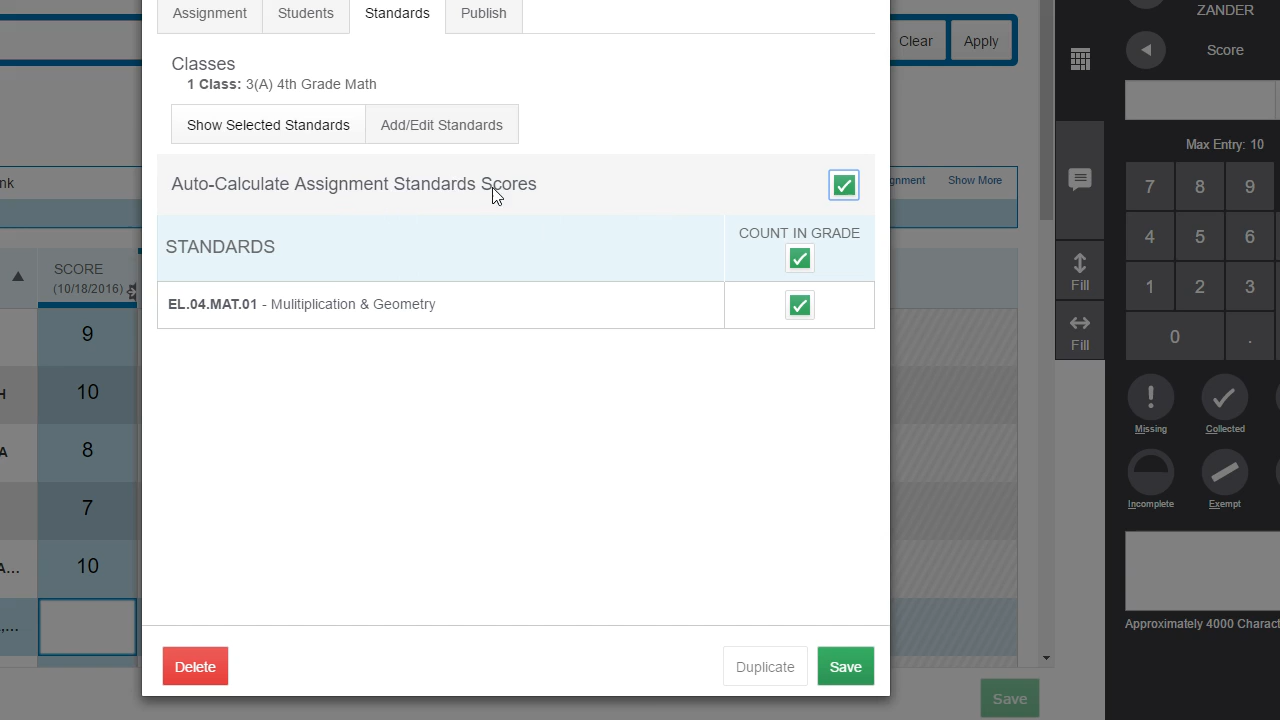 Assignment
Students
Standards
Publish
Classes
1 Class: 3(A) 4th Grade Math
Show Selected Standards
Add/Edit Standards
Auto-Calculate Assignment Standards Scores
STANDARDS
COUNT IN GRADE
EL.04.MAT.01 - Mulitiplication & Geometry
Delete
Duplicate
Save
Clear
Apply
nk
gnment
Show More
SCORE
(10/18/2016)
9
H
10
A
8
7
A...
10
,...
Save
Fill
Fill
ZANDER
Score
Max Entry: 10
7 8 9
4 5 6
1 2 3
0 .
Missing
Collected
Incomplete
Exempt
Approximately 4000 Charact